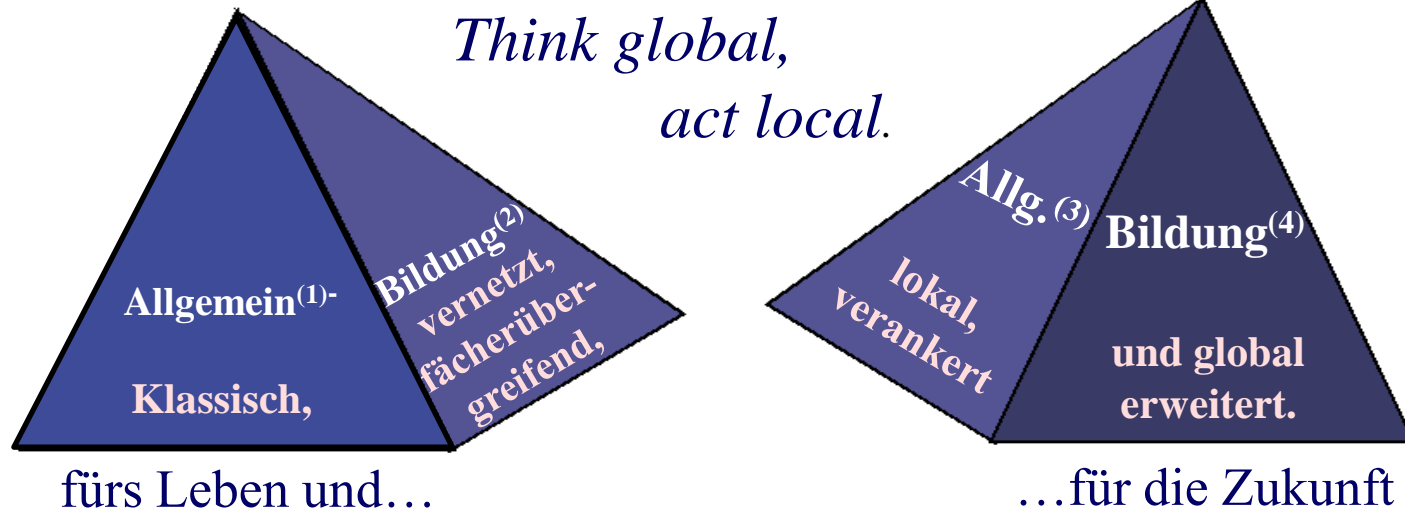 Think global,
act local.
Allgemein(1)-
Klassisch,
Bildung(2)
vernetzt,
fächerüber-
greifend,
Allg. (3)
lokal,
verankert
Bildung(4)
und global
erweitert.
fürs Leben und…
…für die Zukunft